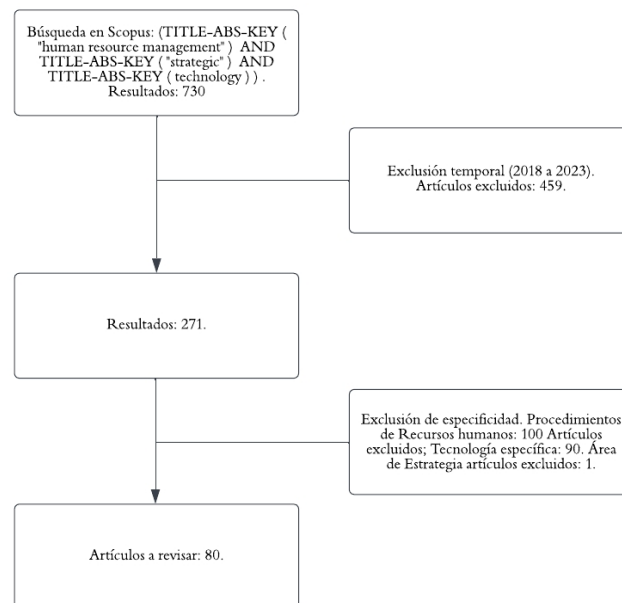 Búsqueda en Scopus: (TITLE-ABS-KEY (
"human resource management" )  AND
TITLE-ABS-KEY ( "strategic" )  AND
TITLE-ABS-KEY ( technology ) ) .
Resultados: 730
Exclusión temporal (2018 a 2023).
Artículos excluidos: 459.
Resultados: 271.
Exclusión de especificidad. Procedimientos
de Recursos humanos: 100 Artículos
excluidos; Tecnología específica: 90. Área
de Estrategia artículos excluidos: 1.
Artículos a revisar: 80.